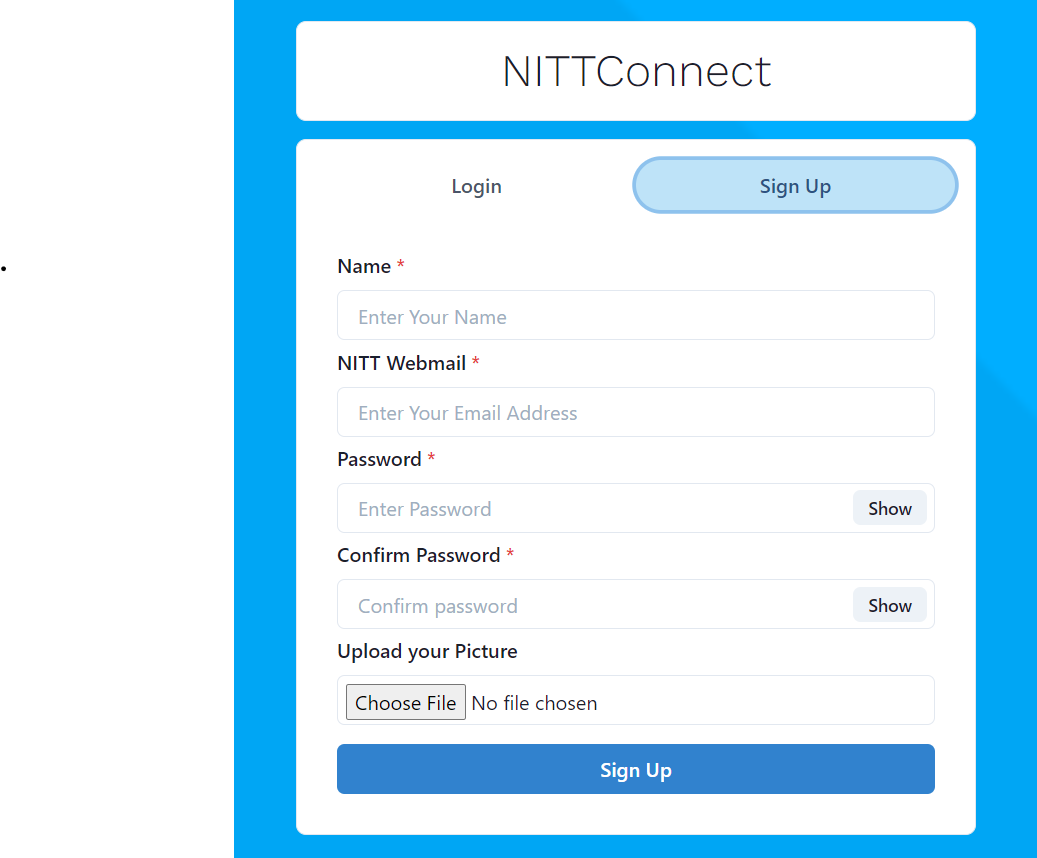 NITTConnect
Login
Sign Up
Name *
Enter Your Name
NITT Webmail *
Enter Your Email Address
Password *
Enter Password
Show
Confirm Password *
Confirm password
Show
Upload your Picture
Choose File No file chosen
Sign Up